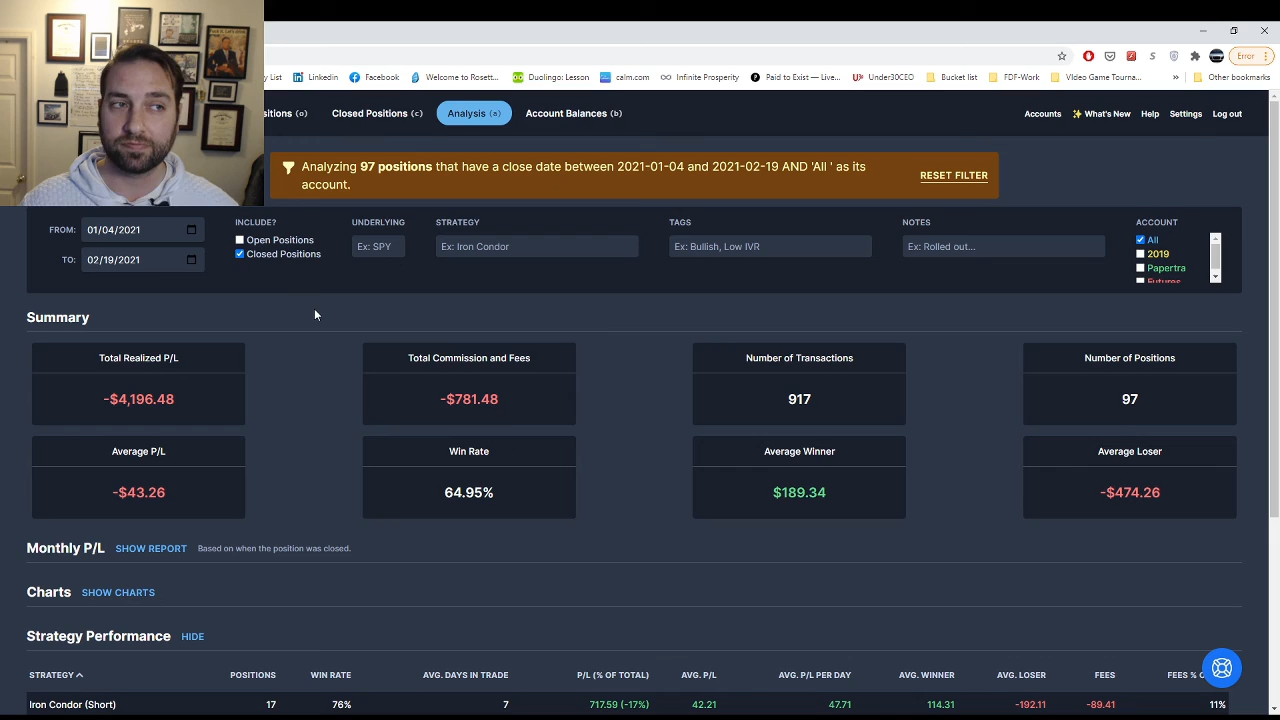 Error
ty List
LinkedIn
Facebook
Welcome to Rosett...
Duolingo Lesson
calm.com
Infinite Prosperity
Paid to Quist — Live...
Under30CEO
Bucket list
FDF-Work
Video Game Tourna...
»
Other bookmarks
sitions (o)
Closed Positions (c)
Analysis (a)
Account Balances (b)
Accounts
✨ What's New
Help
Settings
Log out
Analyzing 97 positions that have a close date between 2021-01-04 and 2021-02-19 AND 'All ' as its
account.
RESET FILTER
FROM:
01/04/2021
TO:
02/19/2021
INCLUDE?
Open Positions
Closed Positions
UNDERLYING
Ex: SPY
STRATEGY
Ex: Iron Condor
TAGS
Ex: Bullish, Low IVR
NOTES
Ex: Rolled out...
ACCOUNT
All
2019
Papertra
Futures
Summary
Total Realized P/L
-$4,196.48
Total Commission and Fees
-$781.48
Number of Transactions
917
Number of Positions
97
Average P/L
-$43.26
Win Rate
64.95%
Average Winner
$189.34
Average Loser
-$474.26
Monthly P/L SHOW REPORT Based on when the position was closed.
Charts SHOW CHARTS
Strategy Performance HIDE
STRATEGY POSITIONS WIN RATE AVG. DAYS IN TRADE P/L (% OF TOTAL) AVG. P/L AVG. P/L PER DAY AVG. WINNER AVG. LOSER FEES FEES % O
Iron Condor (Short) 17 76% 7 717.59 (-17%) 42.21 47.71 114.31 -192.11 -89.41 11%